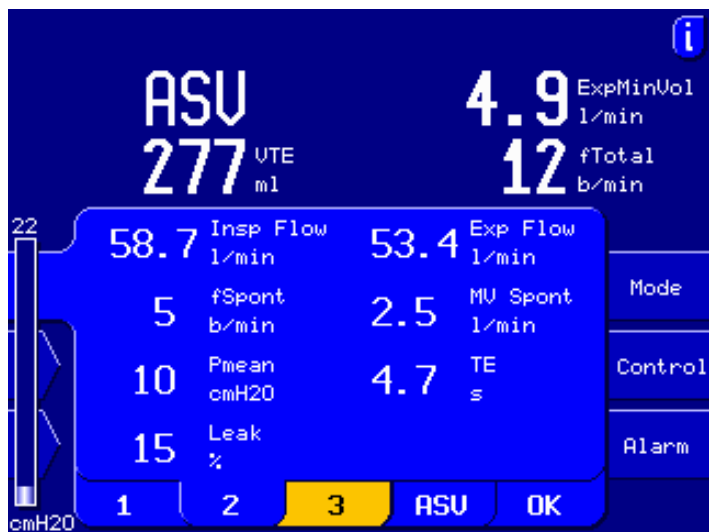 i
ASV
4.9 ExpMinVol
l/min
277 VTE
ml
12 fTotal
b/min
22
58.7 Insp Flow
l/min
53.4 Exp Flow
l/min
5 fSpont
b/min
2.5 MV Spont
l/min
10 Pmean
cmH2O
4.7 TE
s
15 Leak
%
Mode
Control
Alarm
1 2 3 ASV OK
cmH2O